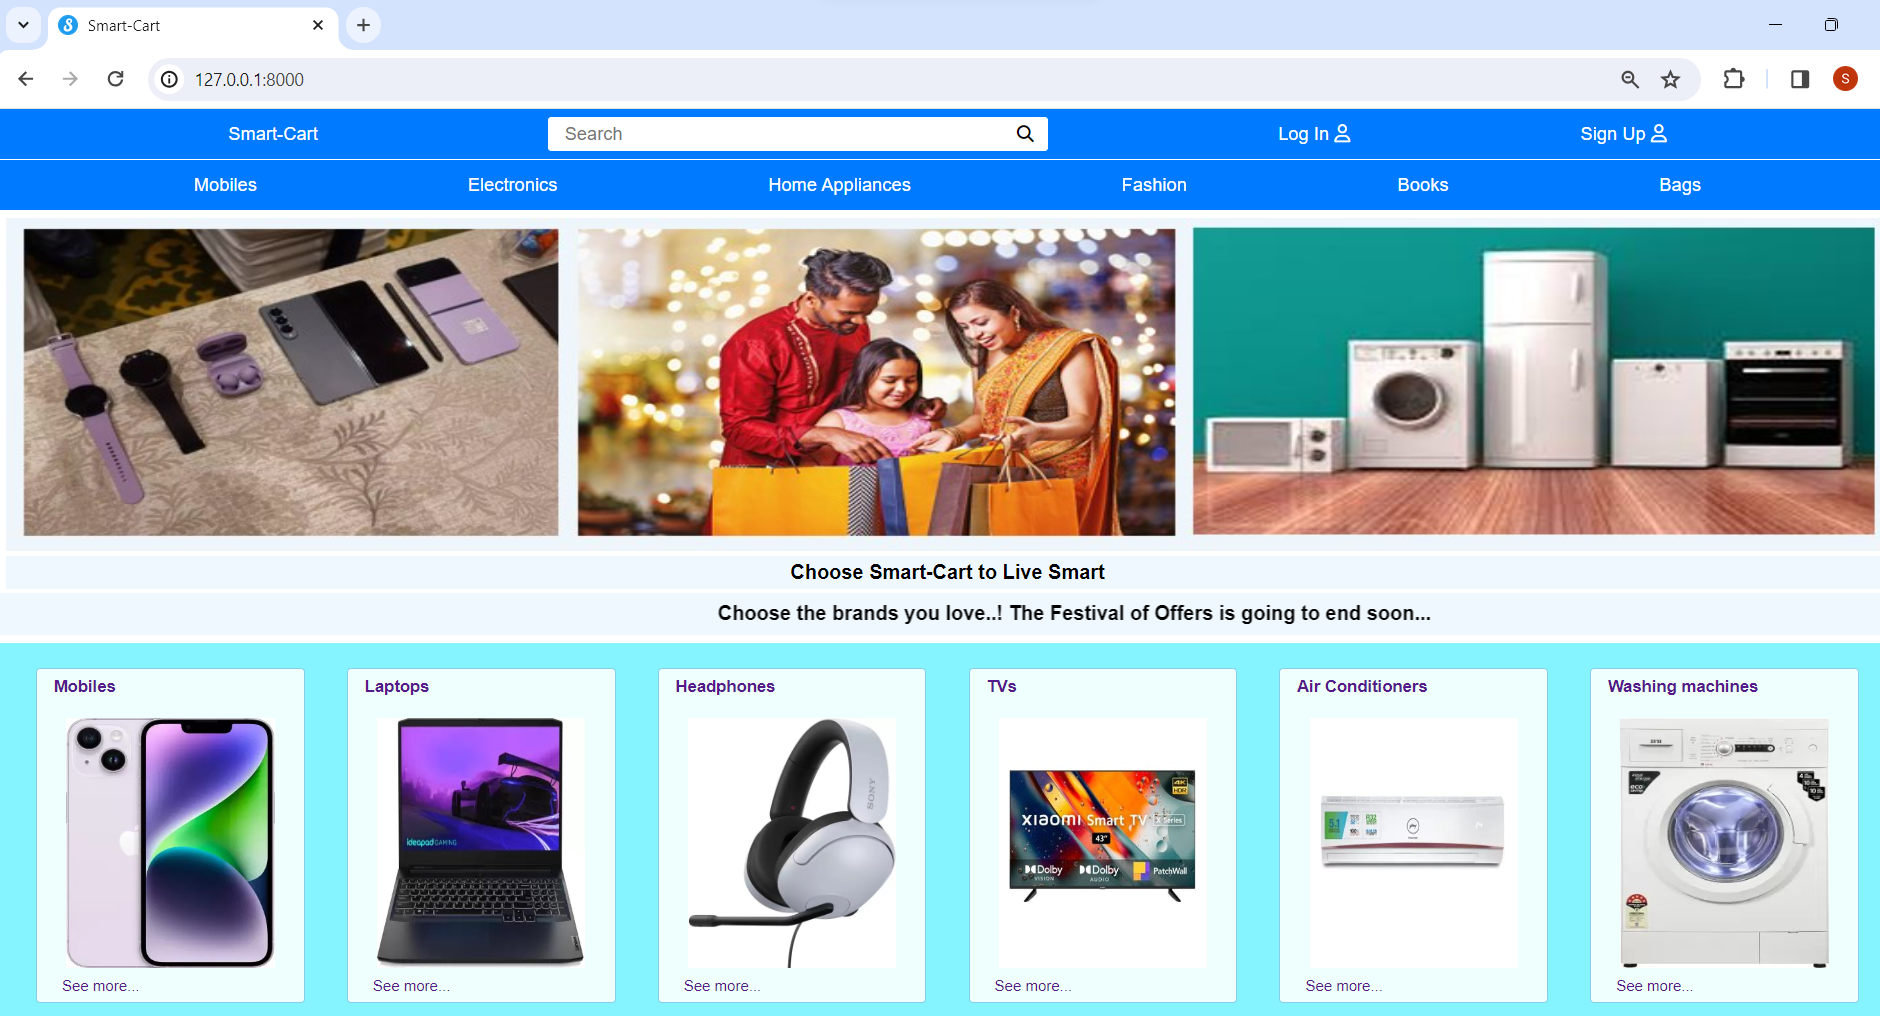 Smart-Cart
127.0.0.1:8000
S
Smart-Cart
Search
Log In
Sign Up
Mobiles
Electronics
Home Appliances
Fashion
Books
Bags
Choose Smart-Cart to Live Smart
Choose the brands you love..! The Festival of Offers is going to end soon...
Mobiles
Laptops
Headphones
TVs
Air Conditioners
Washing machines
ideapad GAMING
SONY
4K
HDR
xiaomi Smart TV X Series
43"
Dolby
VISION
Dolby
AUDIO
PatchWall
5.1
eco
See more...
See more...
See more...
See more...
See more...
See more...